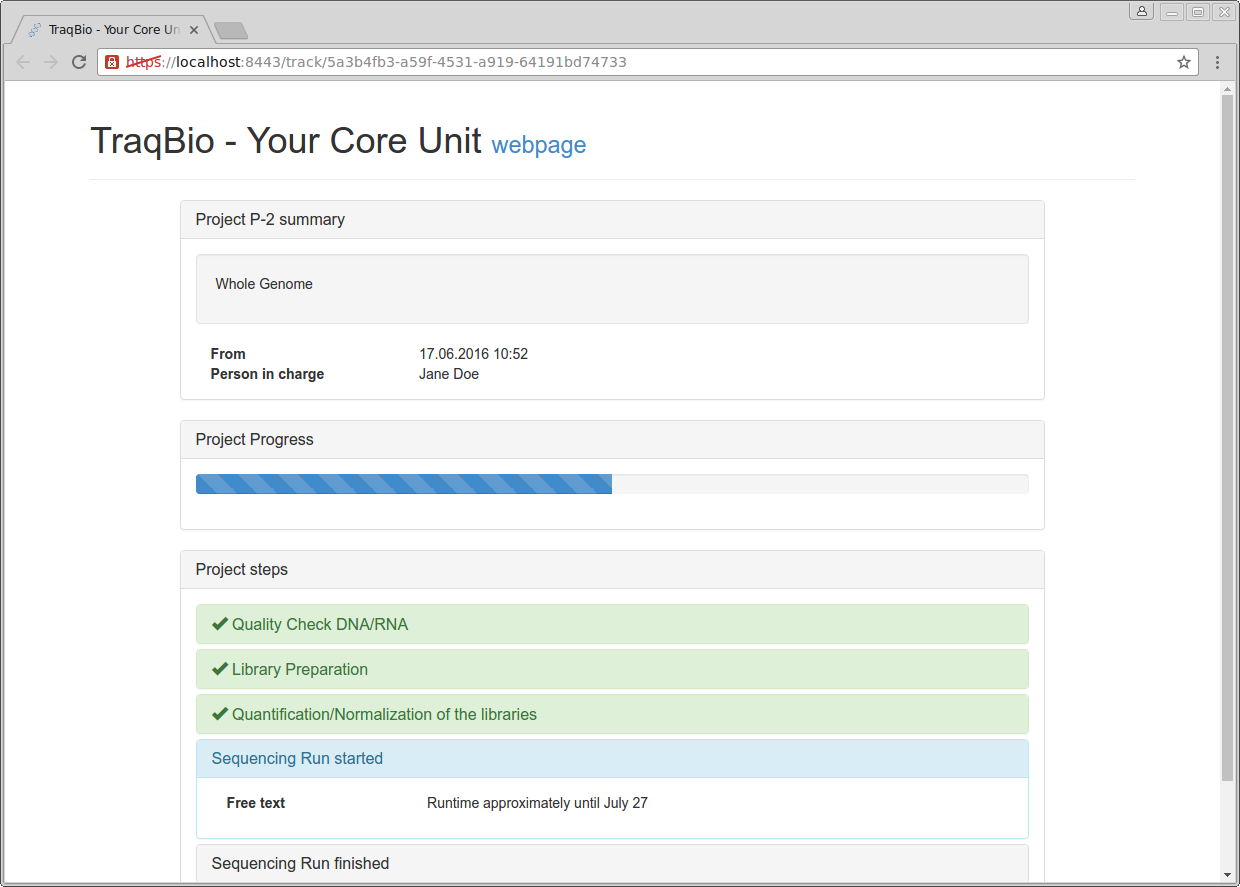 TraqBio - Your Core Un
https://localhost:8443/track/5a3b4fb3-a59f-4531-a919-64191bd74733
TraqBio - Your Core Unit webpage
Project P-2 summary
Whole Genome
From 17.06.2016 10:52
Person in charge Jane Doe
Project Progress
Project steps
Quality Check DNA/RNA
Library Preparation
Quantification/Normalization of the libraries
Sequencing Run started
Free text Runtime approximately until July 27
Sequencing Run finished